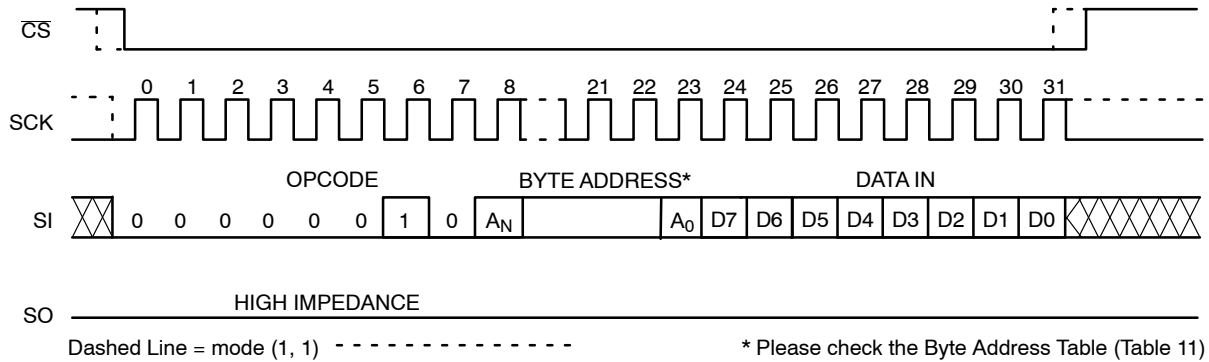 CS
0 1 2 3 4 5 6 7 8 21 22 23 24 25 26 27 28 29 30 31
SCK
OPCODE BYTE ADDRESS* DATA IN
SI 0 0 0 0 0 0 1 0 AN A0 D7 D6 D5 D4 D3 D2 D1 D0
HIGH IMPEDANCE
SO
Dashed Line = mode (1, 1) * Please check the Byte Address Table (Table 11)